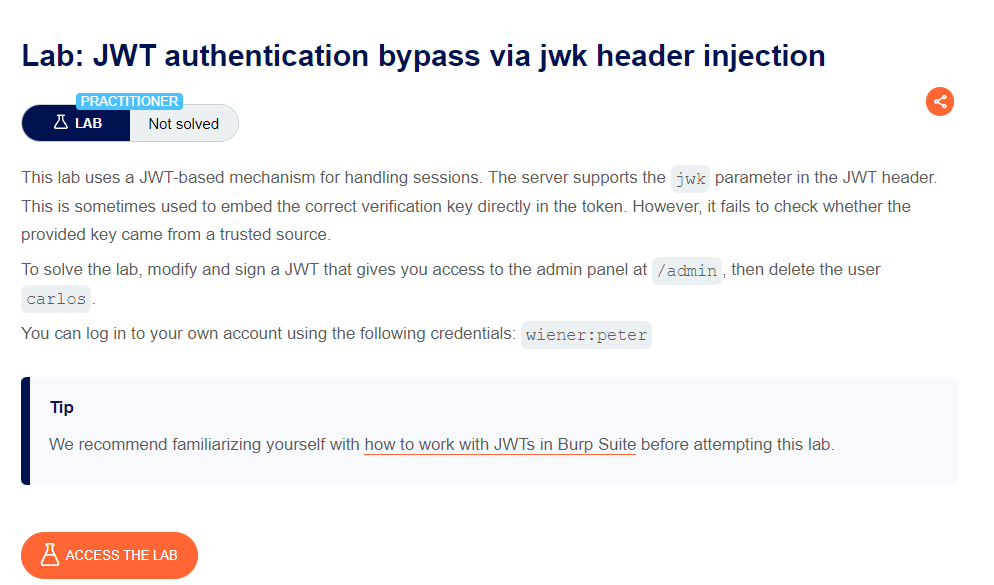 Lab: JWT authentication bypass via jwk header injection
PRACTITIONER
LAB Not solved
This lab uses a JWT-based mechanism for handling sessions. The server supports the jwk parameter in the JWT header.
This is sometimes used to embed the correct verification key directly in the token. However, it fails to check whether the
provided key came from a trusted source.
To solve the lab, modify and sign a JWT that gives you access to the admin panel at /admin, then delete the user
carlos.
You can log in to your own account using the following credentials: wiener:peter
Tip
We recommend familiarizing yourself with how to work with JWTs in Burp Suite before attempting this lab.
ACCESS THE LAB